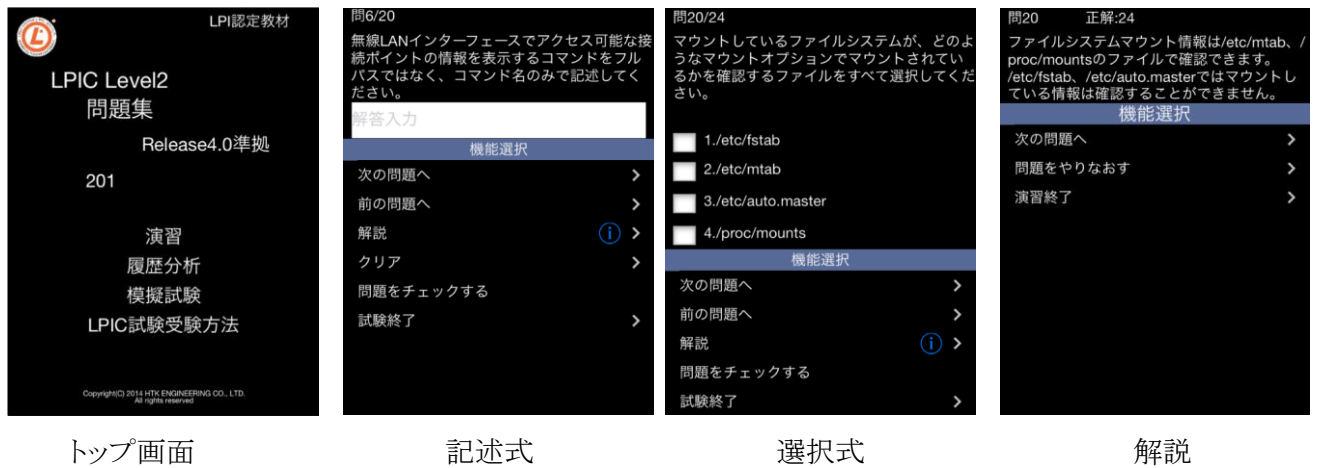 LPI認定教材
LPIC Level2
問題集
Release4.0準拠
201
演習
履歴分析
模擬試験
LPIC試験受験方法
Copyright(C) 2014 HTK ENGINEERING CO., LTD.
All rights reserved
トップ画面
問6/20
無線LANインターフェースでアクセス可能な接
続ポイントの情報を表示するコマンドをフル
パスではなく、コマンド名のみで記述してく
ださい。
解答入力
機能選択
次の問題へ
前の問題へ
解説
クリア
問題をチェックする
試験終了
記述式
問20/24
マウントしているファイルシステムが、どのよ
うなマウントオプションでマウントされてい
るかを確認するファイルをすべて選択してくだ
さい。
1./etc/fstab
2./etc/mtab
3./etc/auto.master
4./proc/mounts
機能選択
次の問題へ
前の問題へ
解説
問題をチェックする
試験終了
選択式
問20 正解:24
ファイルシステムマウント情報は/etc/mtab、/
proc/mountsのファイルで確認できます。
/etc/fstab、/etc/auto.masterではマウントし
ている情報は確認することができません。
機能選択
次の問題へ
問題をやりなおす
演習終了
解説